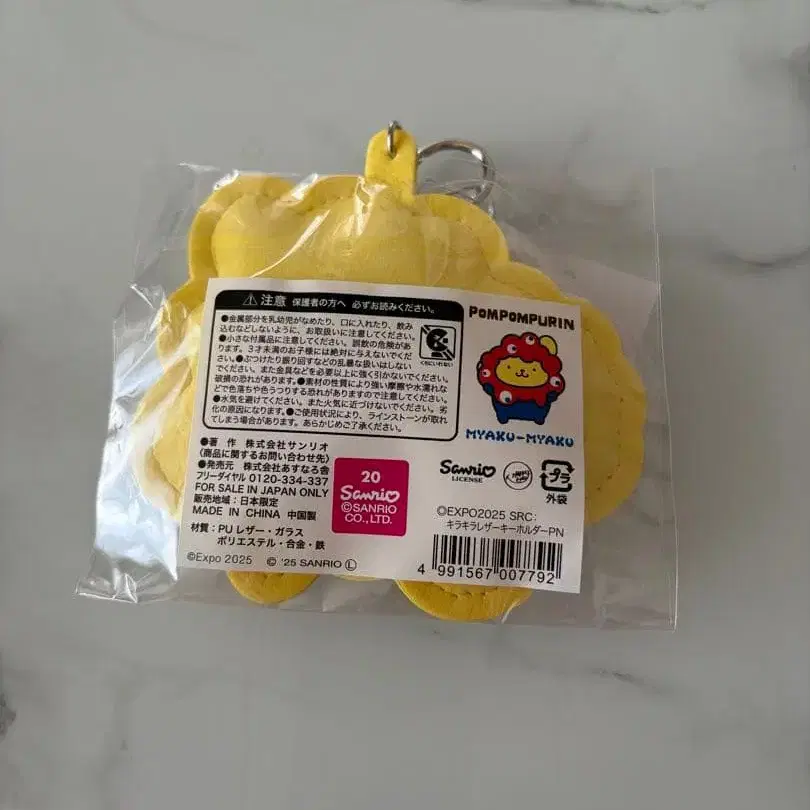 ⚠注意 保護者の方へ 必ずお読みください。
●金属部分を乳幼児がなめたり、口に入れたり、飲み
込むなどしないように、お取扱いに注意してください。
●小さな付属品に注意してください。誤飲の危険があ
ります。3才未満のお子様には絶対に与えないでくだ
さい。●ぶつけたり振り回すなどの乱暴な扱いはしない
でください。また金具などを必要以上に強く引かないでください。
破損の恐れがあります。●素材の性質により強い摩擦や水濡れな
どで色落ちや色うつりする恐れがありますので注意してください。
●水気を避けてください。また火気に近づけないでください。劣
化の原因になります。●ご使用状況により、ラインストーンが取れ
てしまう場合があります。あらかじめご了承ください。
口にいれない
●著 作 株式会社サンリオ
(商品に関するお問い合わせ先)
●発売元 株式会社あすなろ舎
フリーダイヤル 0120-334-337
FOR SALE IN JAPAN ONLY
販売地域:日本限定
MADE IN CHINA 中国製
材質:PUレザー・ガラス
ポリエステル・合金・鉄
©Expo 2025 © '25 SANRIO Ⓛ
20
Sanrio
©SANRIO
CO., LTD.
POMPOMPURIN
MYAKU-MYAKU
Sanrio
LICENSE
プラ
外袋
©EXPO2025 SRC:
キラキラレザーキーホルダーPN
4 991567 007792